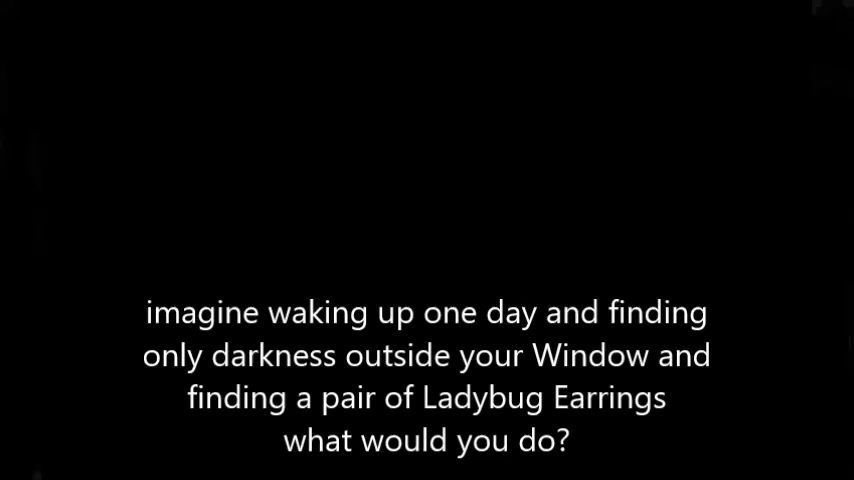 imagine waking up one day and finding
only darkness outside your Window and
finding a pair of Ladybug Earrings
what would you do?